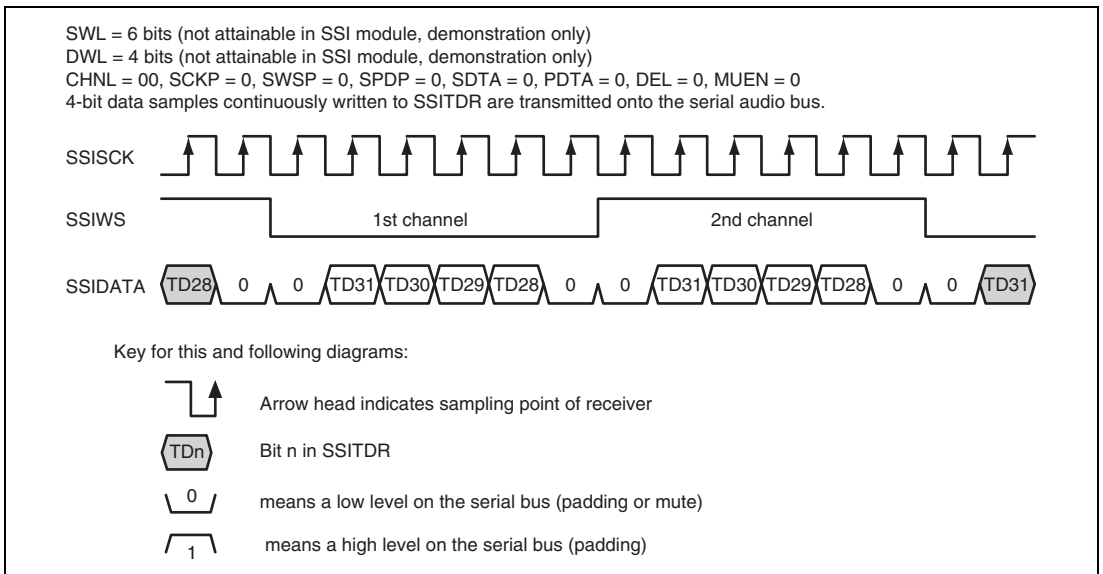 SWL = 6 bits (not attainable in SSI module, demonstration only)
DWL = 4 bits (not attainable in SSI module, demonstration only)
CHNL = 00, SCKP = 0, SWSP = 0, SPDP = 0, SDTA = 0, PDTA = 0, DEL = 0, MUEN = 0
4-bit data samples continuously written to SSITDR are transmitted onto the serial audio bus.
SSISCK
SSIWS 1st channel 2nd channel
SSIDATA TD28 0 0 TD31 TD30 TD29 TD28 0 0 TD31 TD30 TD29 TD28 0 0 TD31
Key for this and following diagrams:
Arrow head indicates sampling point of receiver
TDn Bit n in SSITDR
0 means a low level on the serial bus (padding or mute)
1 means a high level on the serial bus (padding)